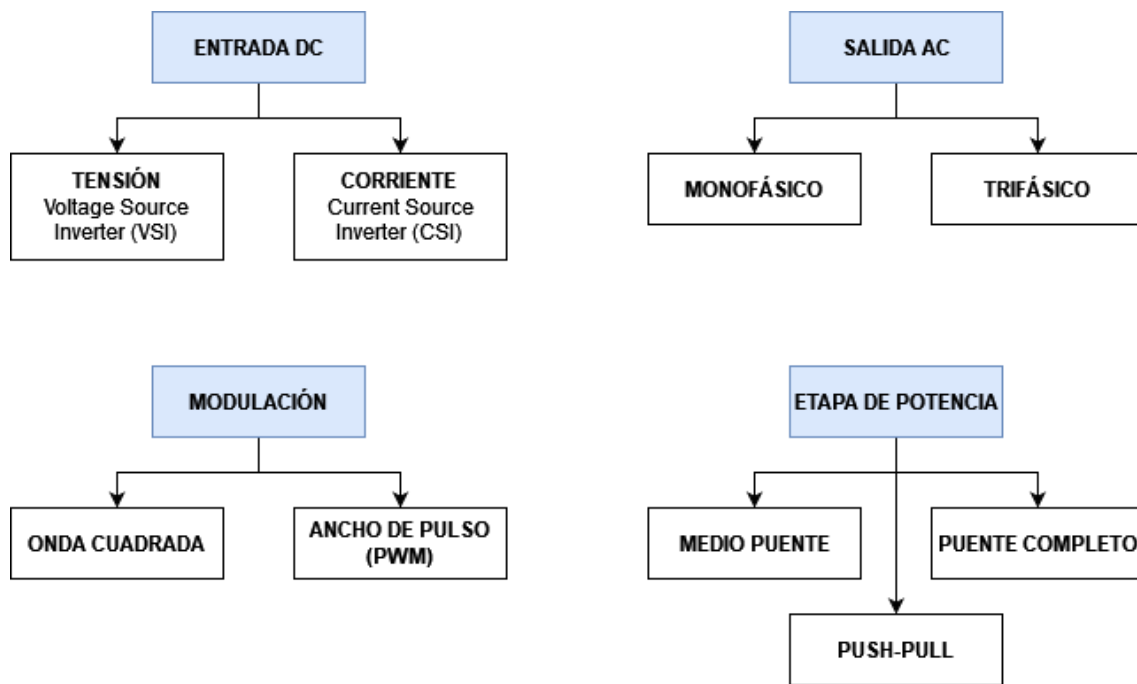 ENTRADA DC
TENSIÓN
Voltage Source
Inverter (VSI)
CORRIENTE
Current Source
Inverter (CSI)
SALIDA AC
MONOFÁSICO
TRIFÁSICO
MODULACIÓN
ONDA CUADRADA
ANCHO DE PULSO
(PWM)
ETAPA DE POTENCIA
MEDIO PUENTE
PUENTE COMPLETO
PUSH-PULL